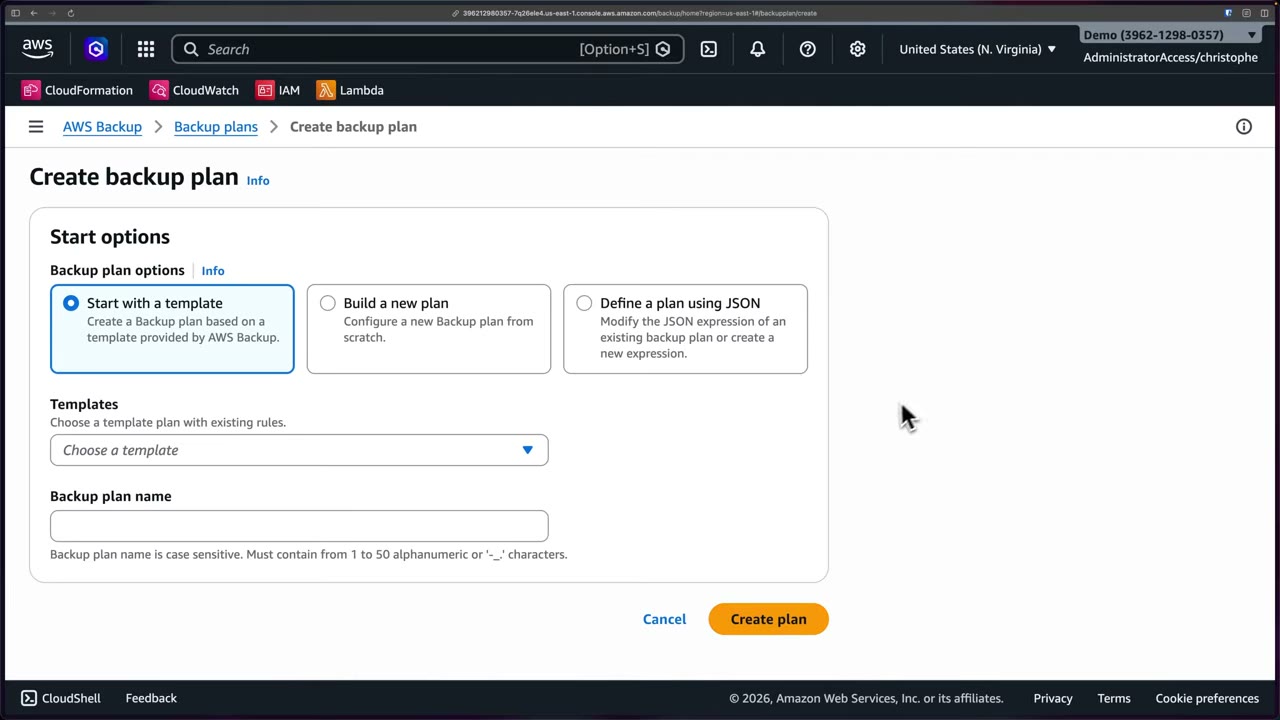 396212980357-7q26ele4.us-east-1.console.aws.amazon.com/backup/home?region=us-east-1#/backupplan/create
aws
Search
[Option+S]
United States (N. Virginia)
Demo (3962-1298-0357)
AdministratorAccess/christophe
CloudFormation
CloudWatch
IAM
Lambda
AWS Backup
Backup plans
Create backup plan
Create backup plan
Info
Start options
Backup plan options
Info
Start with a template
Create a Backup plan based on a
template provided by AWS Backup.
Build a new plan
Configure a new Backup plan from
scratch.
Define a plan using JSON
Modify the JSON expression of an
existing backup plan or create a
new expression.
Templates
Choose a template plan with existing rules.
Choose a template
Backup plan name
Backup plan name is case sensitive. Must contain from 1 to 50 alphanumeric or '-_.' characters.
Cancel
Create plan
CloudShell
Feedback
© 2026, Amazon Web Services, Inc. or its affiliates.
Privacy
Terms
Cookie preferences